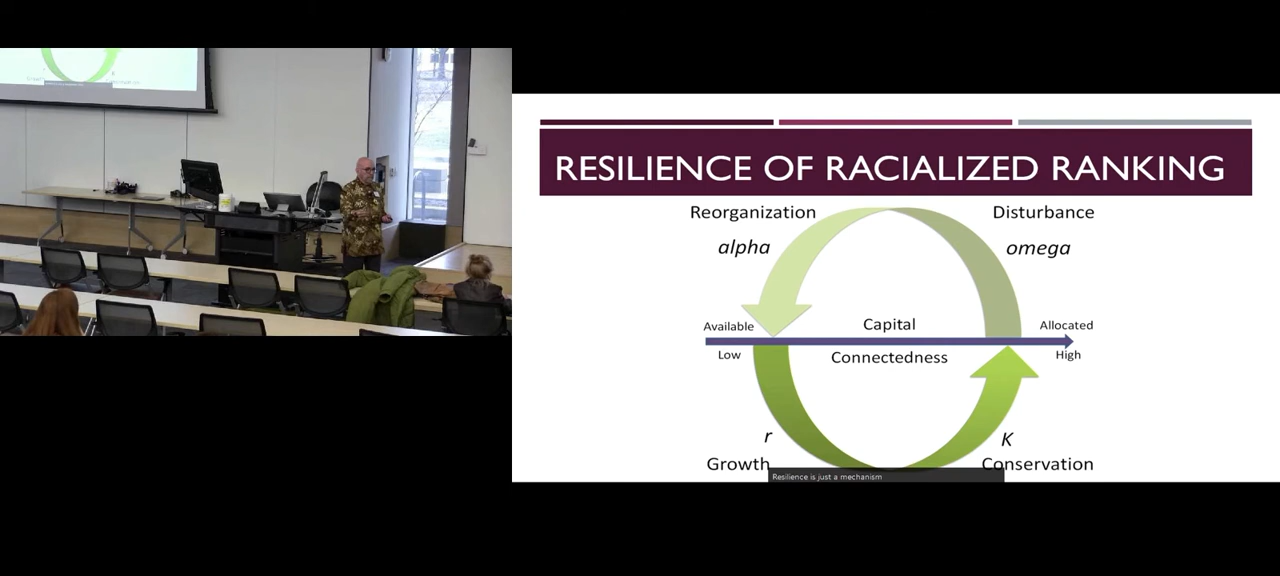 RESILIENCE OF RACIALIZED RANKING
Reorganization
Disturbance
alpha
omega
Available
Capital
Allocated
Low
Connectedness
High
r
K
Growth
Conservation
Resilience is just a mechanism